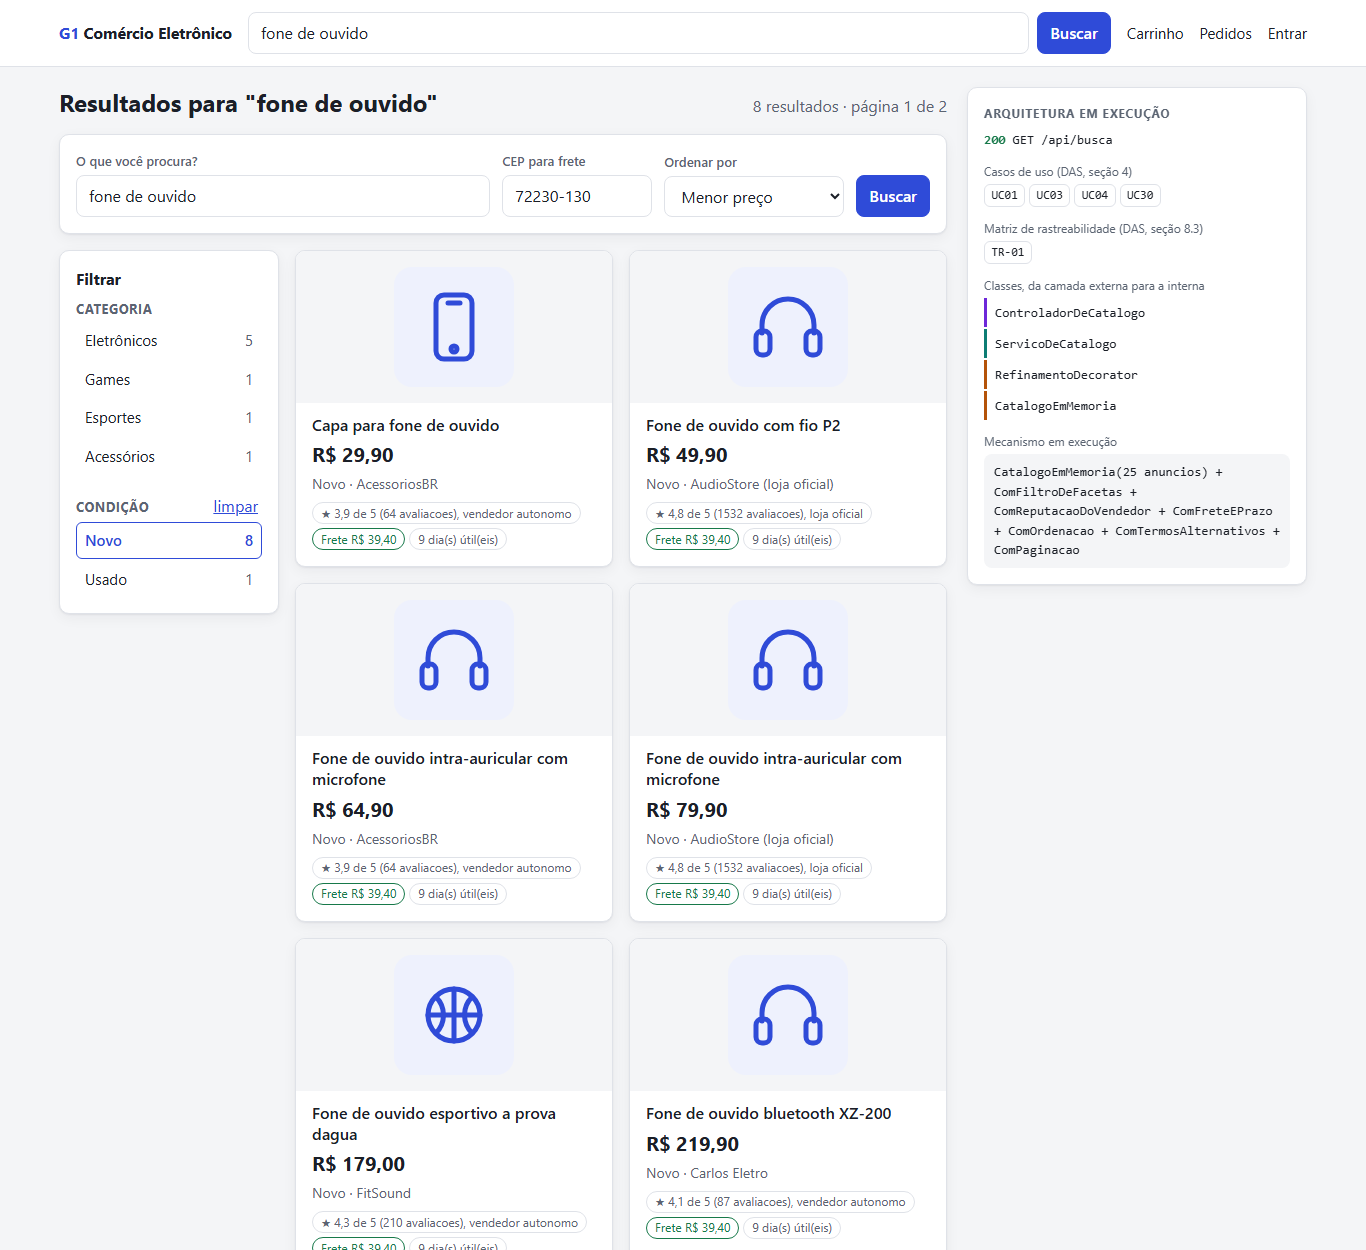 G1 Comércio Eletrônico
fone de ouvido
Buscar
Carrinho
Pedidos
Entrar
Resultados para "fone de ouvido"
8 resultados · página 1 de 2
O que você procura?
fone de ouvido
CEP para frete
72230-130
Ordenar por
Menor preço
Buscar
Filtrar
CATEGORIA
Eletrônicos 5
Games 1
Esportes 1
Acessórios 1
CONDIÇÃO limpar
Novo 8
Usado 1
Capa para fone de ouvido
R$ 29,90
Novo · AcessoriosBR
★ 3,9 de 5 (64 avaliacoes), vendedor autonomo
Frete R$ 39,40
9 dia(s) útil(eis)
Fone de ouvido com fio P2
R$ 49,90
Novo · AudioStore (loja oficial)
★ 4,8 de 5 (1532 avaliacoes), loja oficial
Frete R$ 39,40
9 dia(s) útil(eis)
Fone de ouvido intra-auricular com
microfone
R$ 64,90
Novo · AcessoriosBR
★ 3,9 de 5 (64 avaliacoes), vendedor autonomo
Frete R$ 39,40
9 dia(s) útil(eis)
Fone de ouvido intra-auricular com
microfone
R$ 79,90
Novo · AudioStore (loja oficial)
★ 4,8 de 5 (1532 avaliacoes), loja oficial
Frete R$ 39,40
9 dia(s) útil(eis)
Fone de ouvido esportivo a prova
dagua
R$ 179,00
Novo · FitSound
★ 4,3 de 5 (210 avaliacoes), vendedor autonomo
Frete R$ 39,40
9 dia(s) útil(eis)
Fone de ouvido bluetooth XZ-200
R$ 219,90
Novo · Carlos Eletro
★ 4,1 de 5 (87 avaliacoes), vendedor autonomo
Frete R$ 39,40
9 dia(s) útil(eis)
ARQUITETURA EM EXECUÇÃO
200 GET /api/busca
Casos de uso (DAS, seção 4)
UC01 UC03 UC04 UC30
Matriz de rastreabilidade (DAS, seção 8.3)
TR-01
Classes, da camada externa para a interna
ControladorDeCatalogo
ServicoDeCatalogo
RefinamentoDecorator
CatalogoEmMemoria
Mecanismo em execução
CatalogoEmMemoria(25 anuncios) +
ComFiltroDeFacetas +
ComReputacaoDoVendedor + ComFreteEPrazo
+ ComOrdenacao + ComTermosAlternativos +
ComPaginacao